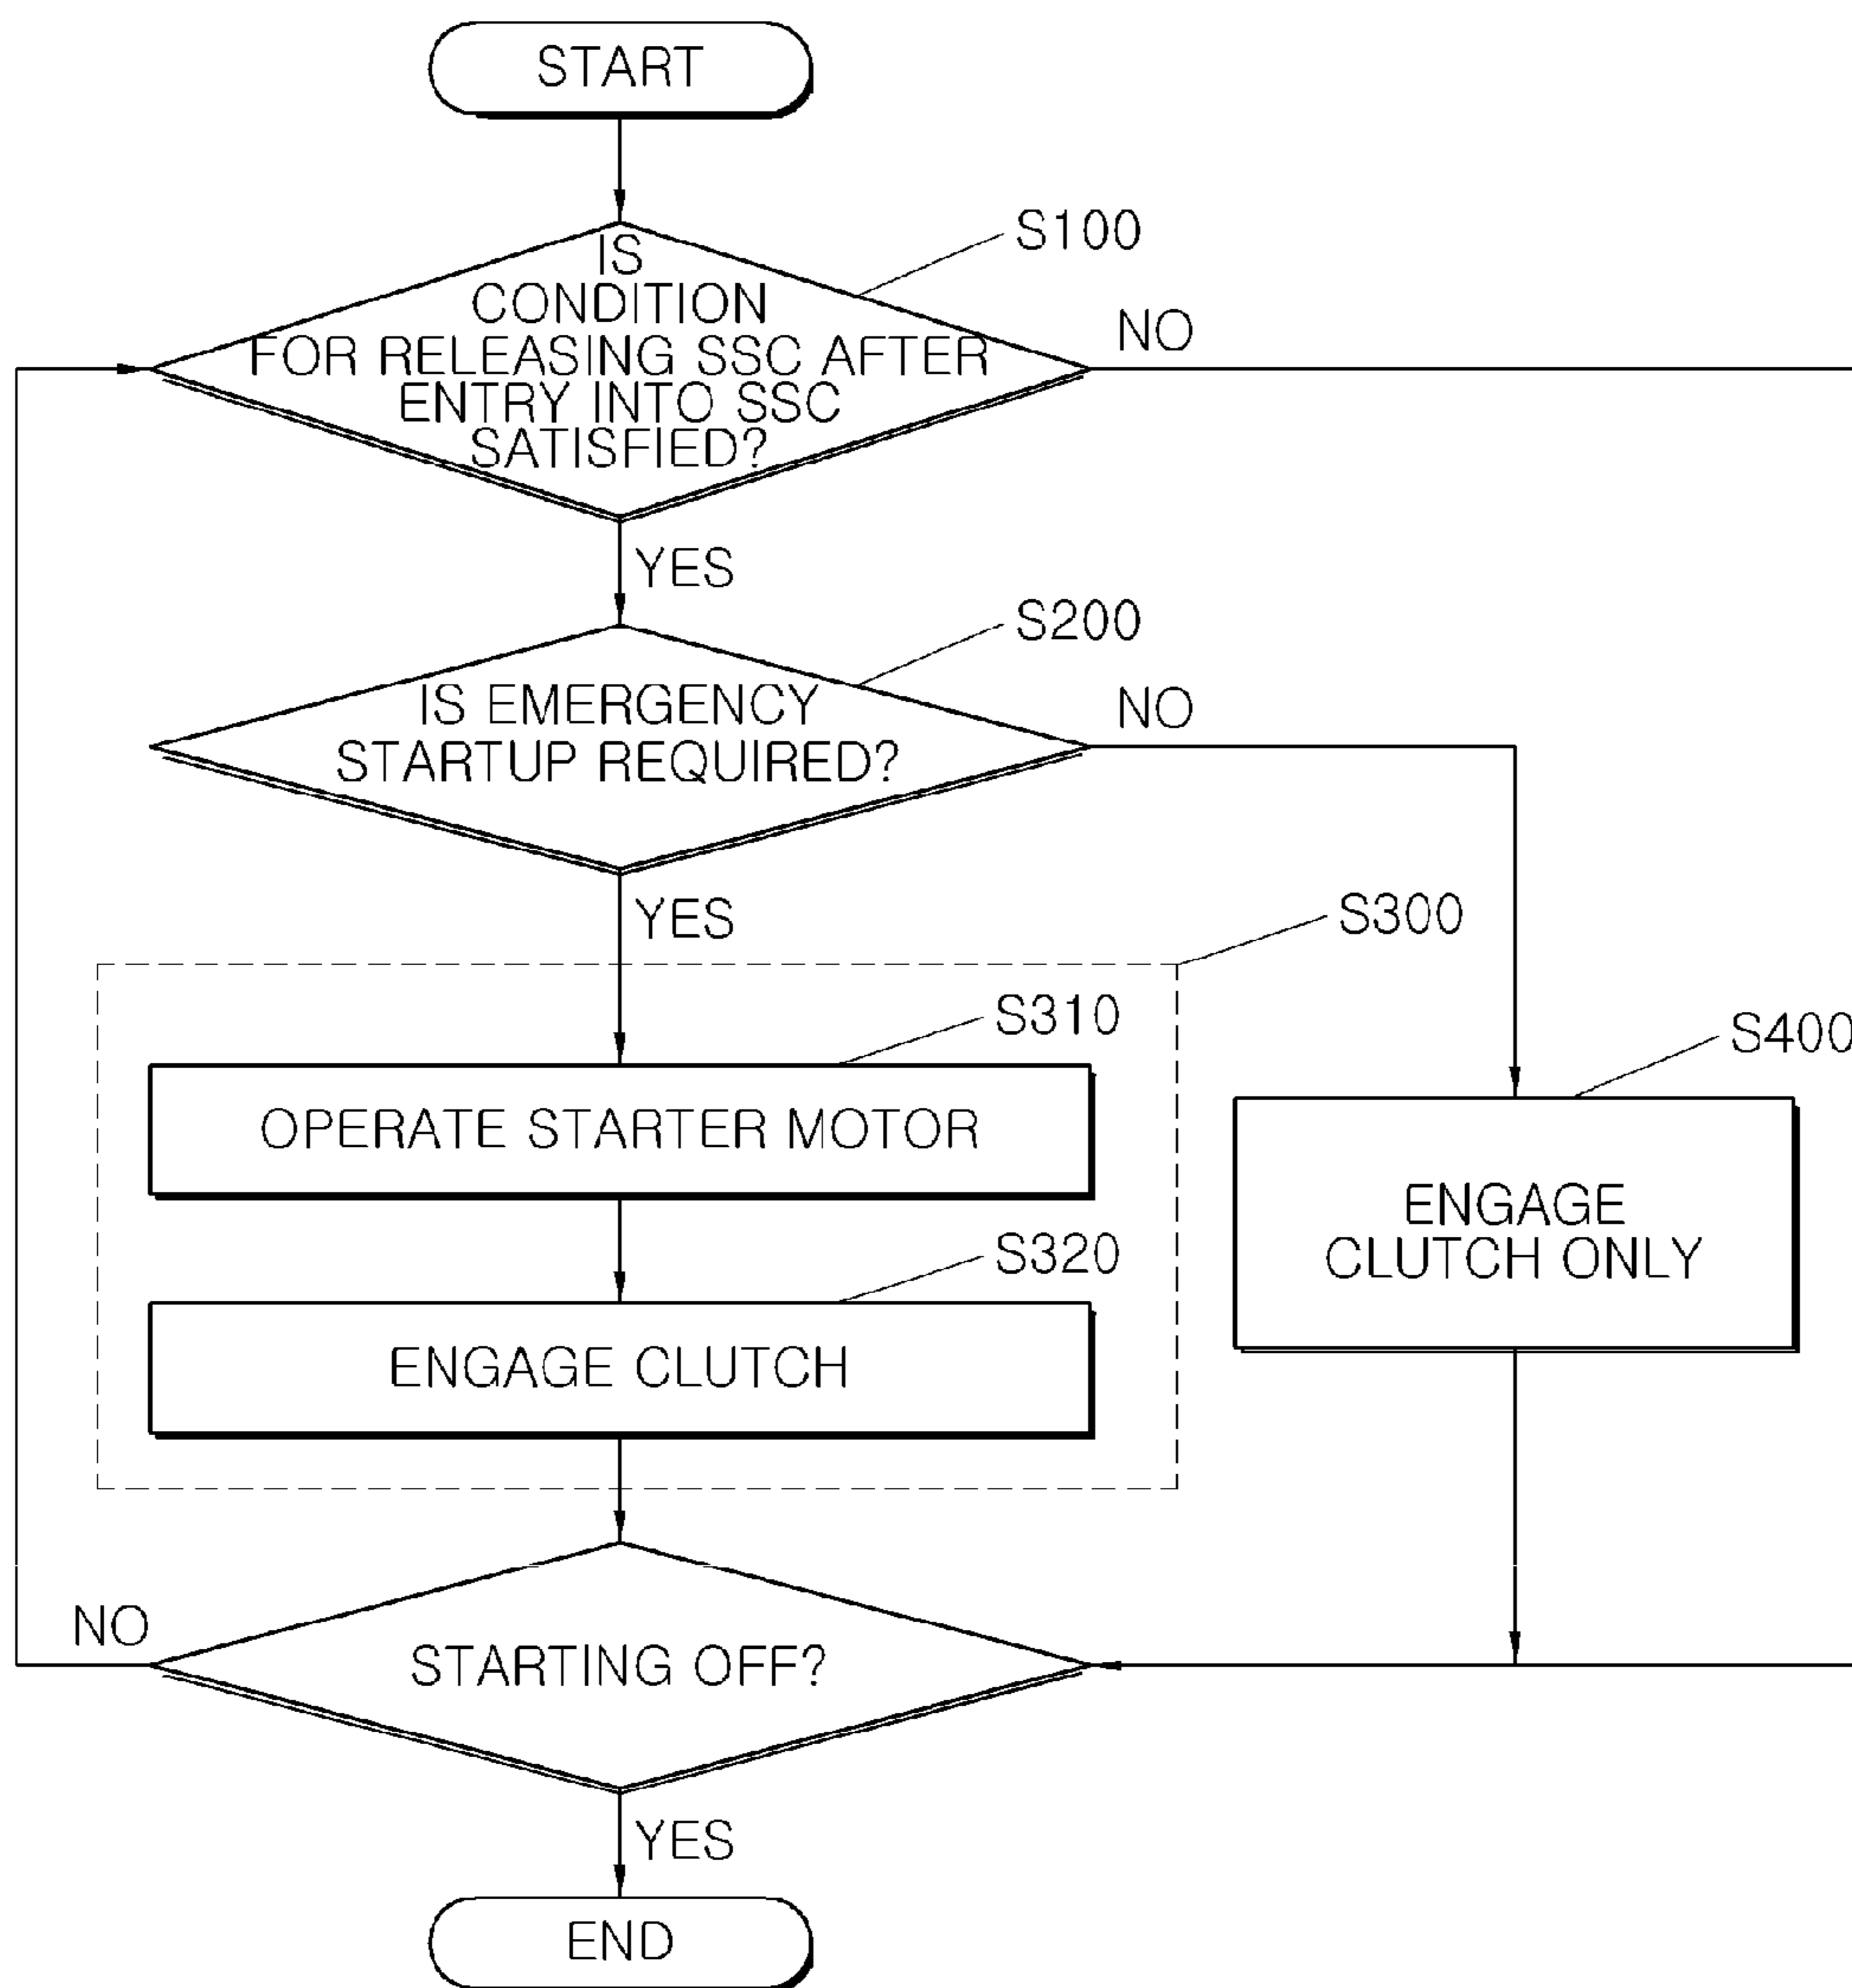 START
S100
IS
CONDITION
FOR RELEASING SSC AFTER
ENTRY INTO SSC
SATISFIED?
NO
YES
S200
IS EMERGENCY
STARTUP REQUIRED?
NO
YES
S300
S310
OPERATE STARTER MOTOR
S400
ENGAGE
CLUTCH ONLY
S320
ENGAGE CLUTCH
NO
STARTING OFF?
YES
END